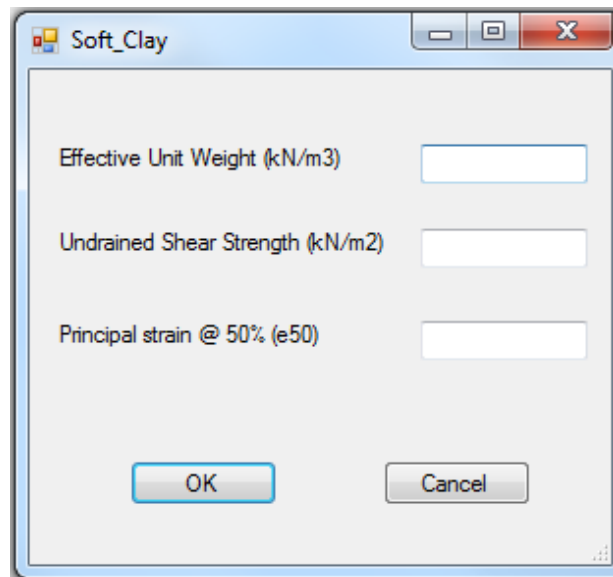 Soft_Clay
Effective Unit Weight (kN/m3)
Undrained Shear Strength (kN/m2)
Principal strain @ 50% (e50)
OK Cancel